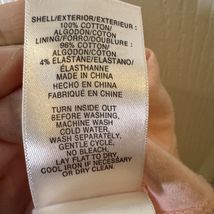 SHELL/EXTERIOR/EXTERIEUR :
100% COTTON/
ALGODON/COTON
LINING/FORRO/DOUBLURE :
96% COTTON/
ALGODON/COTON
4% ELASTANE/ELASTANO/
ÉLASTHANNE
MADE IN CHINA
HECHO EN CHINA
FABRIQUÉ EN CHINE
TURN INSIDE OUT
BEFORE WASHING,
MACHINE WASH
COLD WATER,
WASH SEPARATELY,
GENTLE CYCLE,
NO BLEACH,
LAY FLAT TO DRY,
COOL IRON IF NECESSARY
OR DRY CLEAN.